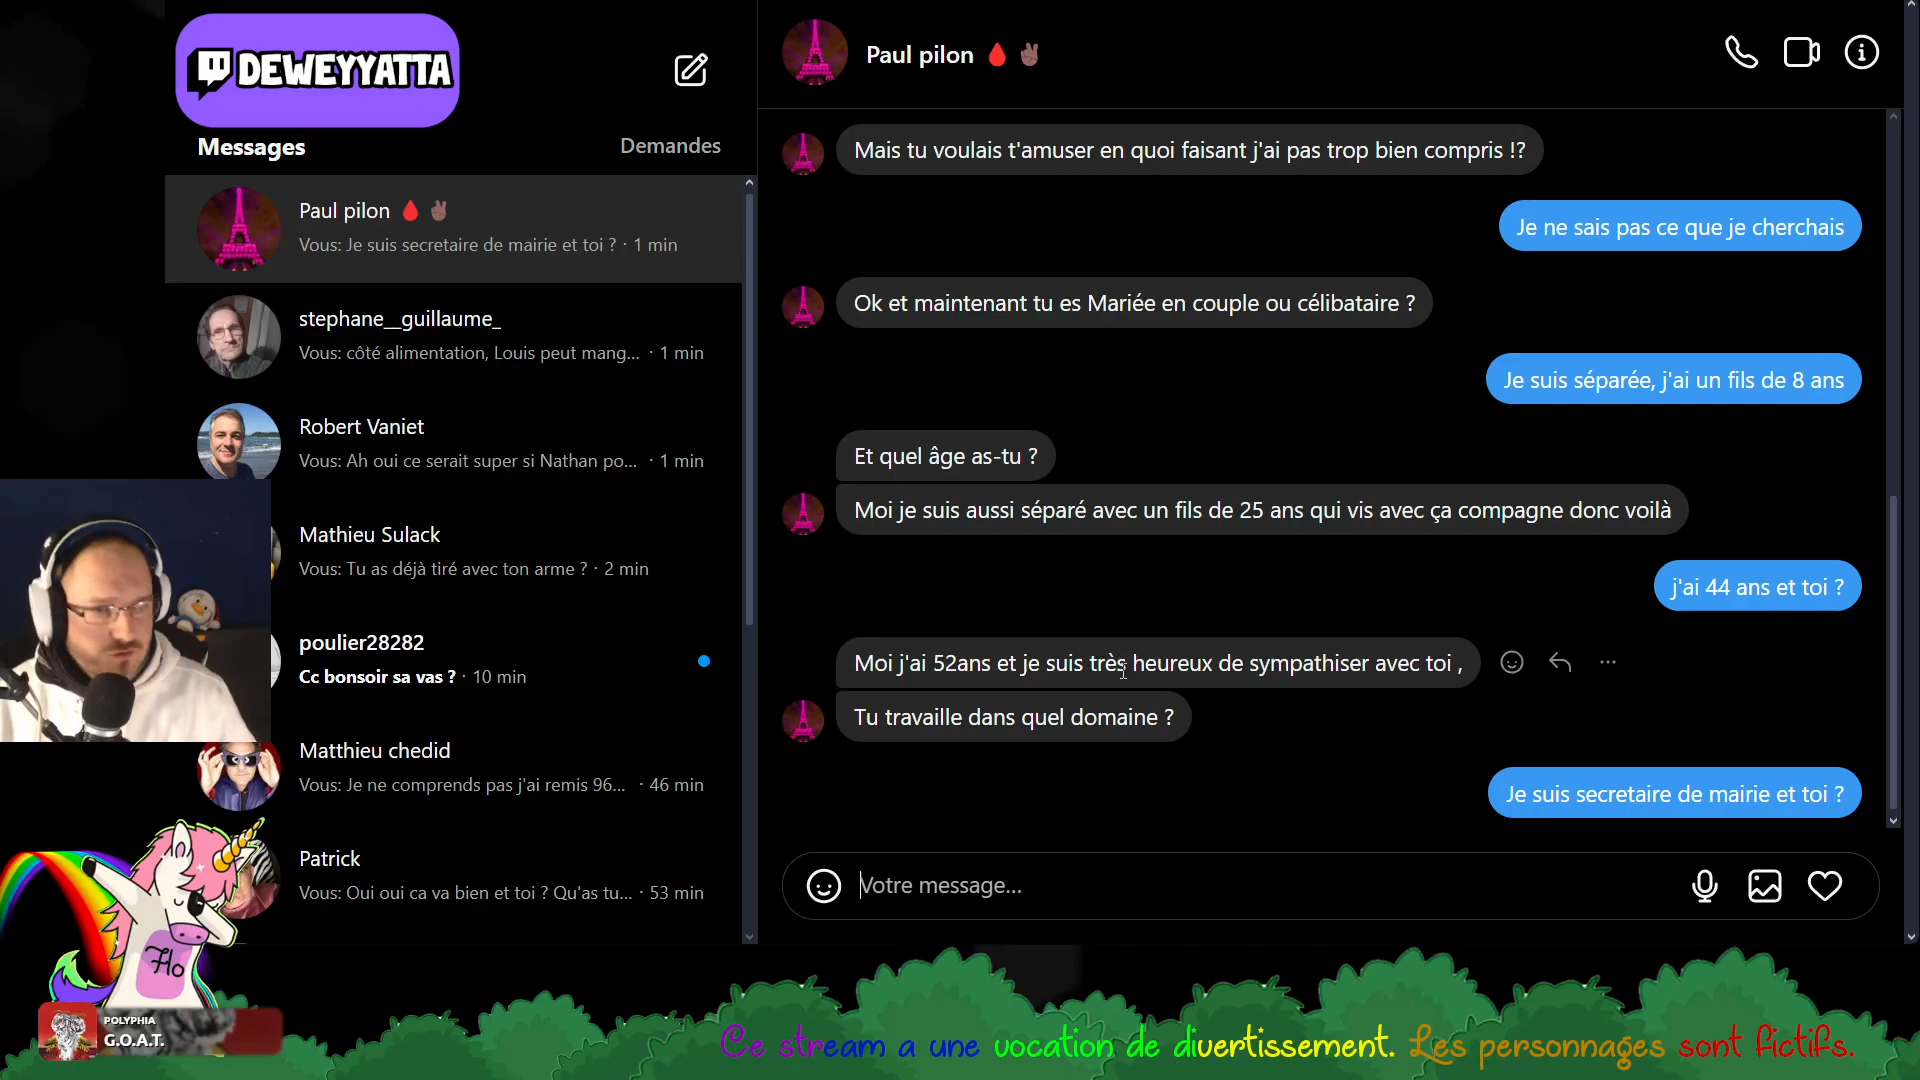 DEWEYYATTA
Messages
Demandes
Paul pilon
Vous: Je suis secretaire de mairie et toi ? · 1 min
stephane__guillaume_
Vous: côté alimentation, Louis peut mang... · 1 min
Robert Vaniet
Vous: Ah oui ce serait super si Nathan po... · 1 min
Mathieu Sulack
Vous: Tu as déjà tiré avec ton arme ? · 2 min
poulier28282
Cc bonsoir sa vas ? · 10 min
Matthieu chedid
Vous: Je ne comprends pas j'ai remis 96... · 46 min
Patrick
Vous: Oui oui ca va bien et toi ? Qu'as tu... · 53 min
Flo
POLYPHIA
G.O.A.T.
Paul pilon
Mais tu voulais t'amuser en quoi faisant j'ai pas trop bien compris !?
Je ne sais pas ce que je cherchais
Ok et maintenant tu es Mariée en couple ou célibataire ?
Je suis séparée, j'ai un fils de 8 ans
Et quel âge as-tu ?
Moi je suis aussi séparé avec un fils de 25 ans qui vis avec ça compagne donc voilà
j'ai 44 ans et toi ?
Moi j'ai 52ans et je suis très heureux de sympathiser avec toi ,
Tu travaille dans quel domaine ?
Je suis secretaire de mairie et toi ?
Votre message...
Ce stream a une vocation de divertissement. Les personnages sont fictifs.